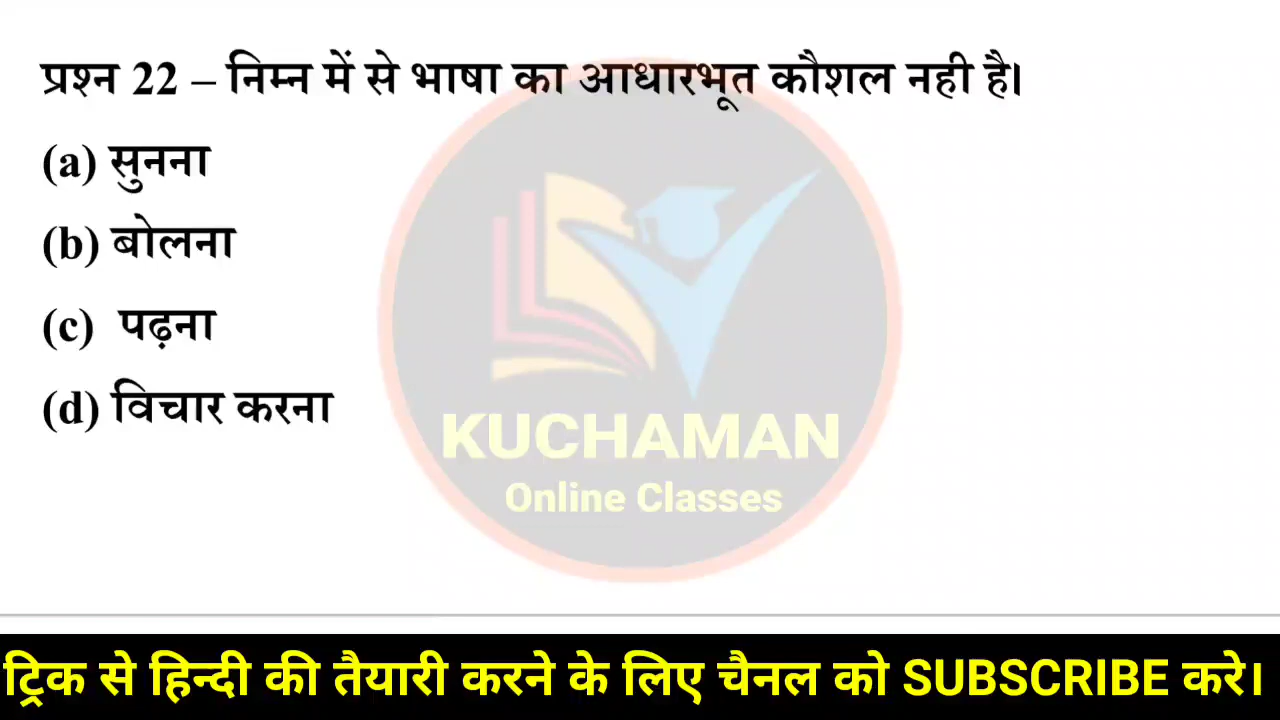 प्रश्न 22 – निम्न में से भाषा का आधारभूत कौशल नही है।
(a) सुनना
(b) बोलना
(c) पढ़ना
(d) विचार करना
KUCHAMAN
Online Classes
ट्रिक से हिन्दी की तैयारी करने के लिए चैनल को SUBSCRIBE करे।